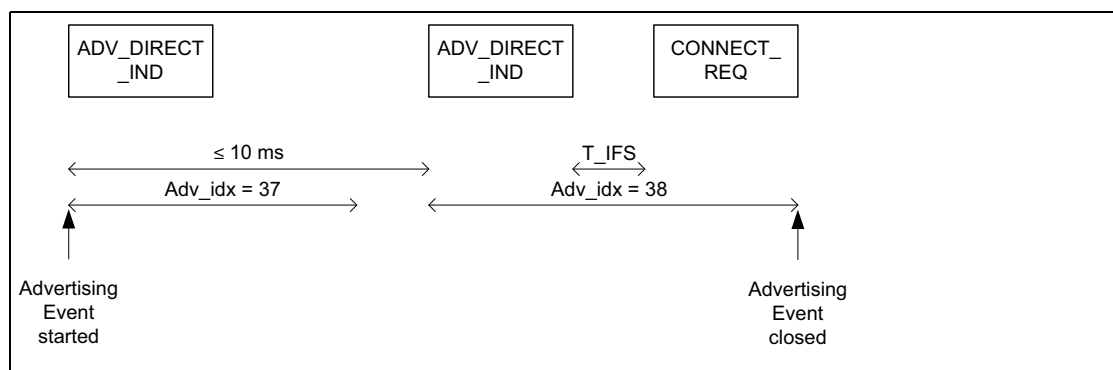 ADV_DIRECT
_IND
ADV_DIRECT
_IND
CONNECT_
REQ
≤ 10 ms
T_IFS
Adv_idx = 37
Adv_idx = 38
Advertising
Event
started
Advertising
Event
closed